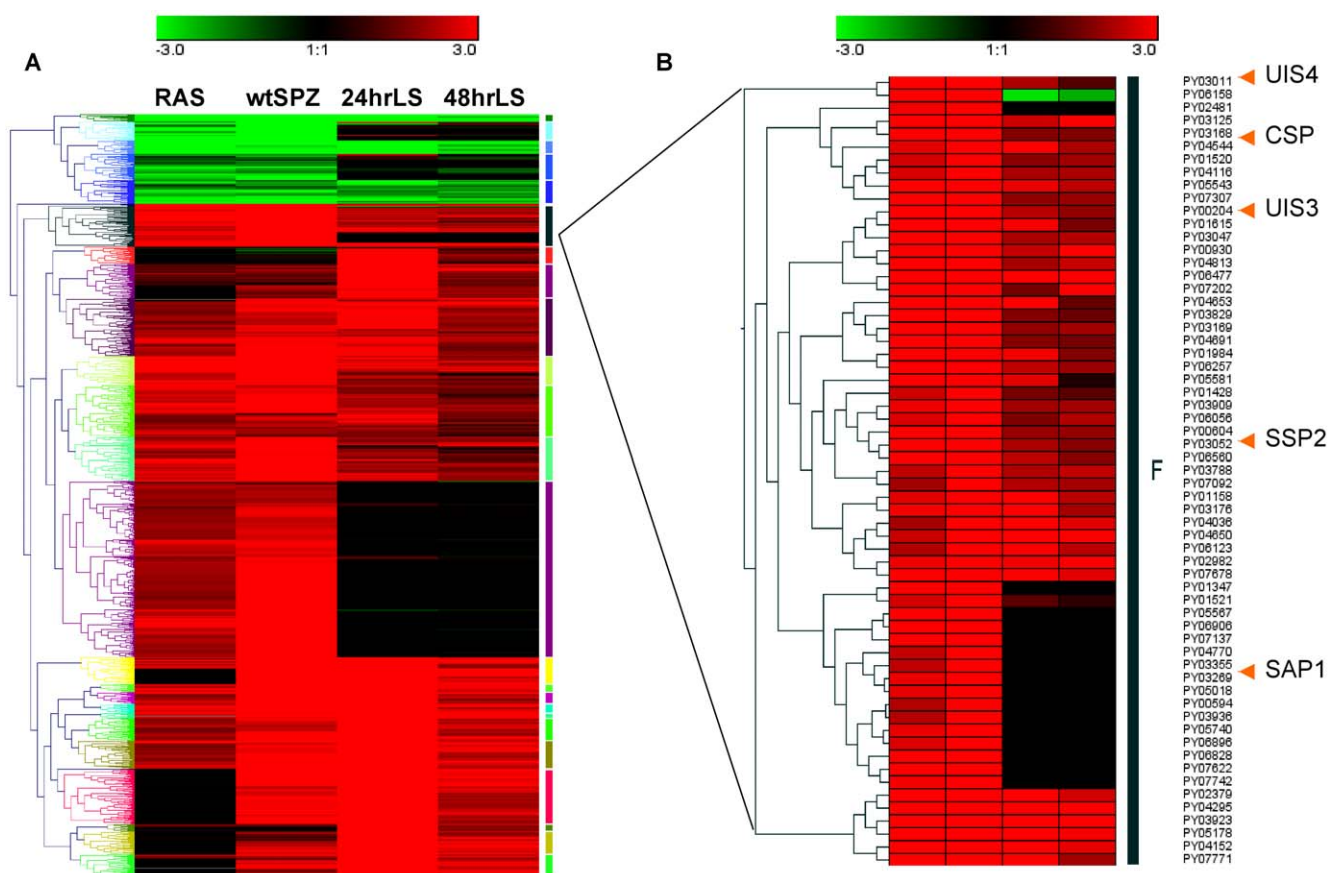 -3.0 1:1 3.0
A
RAS wtSPZ 24hrLS 48hrLS
-3.0 1:1 3.0
B
PY03011 UIS4
PY06158
PY02481
PY03125
PY03168 CSP
PY04544
PY01520
PY04116
PY05543
PY07307
PY00204 UIS3
PY01615
PY03047
PY00930
PY04813
PY06477
PY07202
PY04653
PY03829
PY03169
PY04691
PY01984
PY06257
PY05581
PY01428
PY03909
PY06056
PY00604
PY03052 SSP2
PY06560
PY03788
PY07092
PY01158
PY03176
PY04036
PY04650
PY06123
PY02982
PY07678
PY01347
PY01521
PY05567
PY06906
PY07137
PY04770
PY03355
PY03269 SAP1
PY05018
PY00594
PY03936
PY05740
PY06896
PY06828
PY07622
PY07742
PY02379
PY04295
PY03923
PY05178
PY04152
PY07771
F